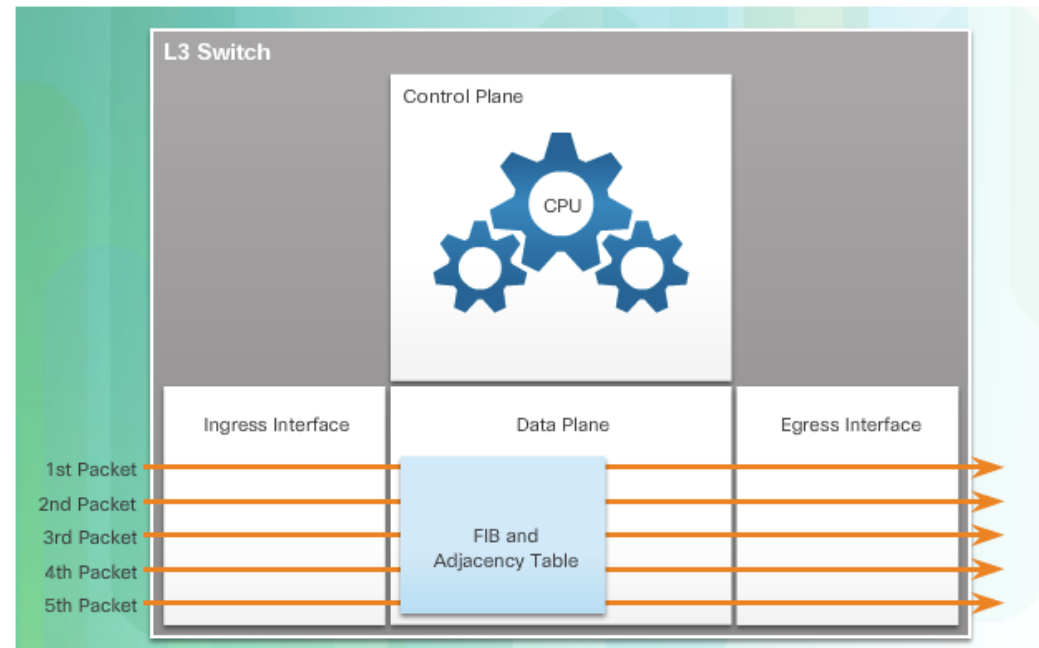 L3 Switch
Control Plane
CPU
Ingress Interface
Data Plane
Egress Interface
1st Packet
2nd Packet
3rd Packet
4th Packet
5th Packet
FIB and
Adjacency Table